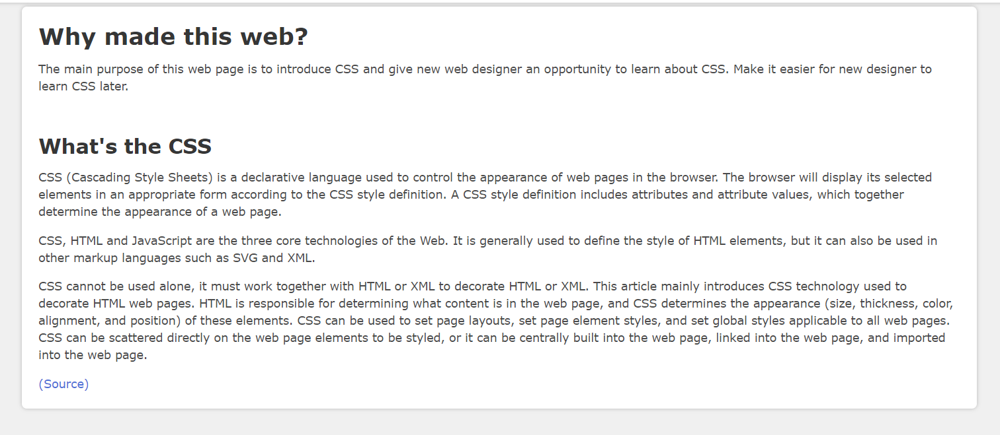 Why made this web?
The main purpose of this web page is to introduce CSS and give new web designer an opportunity to learn about CSS. Make it easier for new designer to
learn CSS later.
What's the CSS
CSS (Cascading Style Sheets) is a declarative language used to control the appearance of web pages in the browser. The browser will display its selected
elements in an appropriate form according to the CSS style definition. A CSS style definition includes attributes and attribute values, which together
determine the appearance of a web page.
CSS, HTML and JavaScript are the three core technologies of the Web. It is generally used to define the style of HTML elements, but it can also be used in
other markup languages such as SVG and XML.
CSS cannot be used alone, it must work together with HTML or XML to decorate HTML or XML. This article mainly introduces CSS technology used to
decorate HTML web pages. HTML is responsible for determining what content is in the web page, and CSS determines the appearance (size, thickness, color,
alignment, and position) of these elements. CSS can be used to set page layouts, set page element styles, and set global styles applicable to all web pages.
CSS can be scattered directly on the web page elements to be styled, or it can be centrally built into the web page, linked into the web page, and imported
into the web page.
(Source)